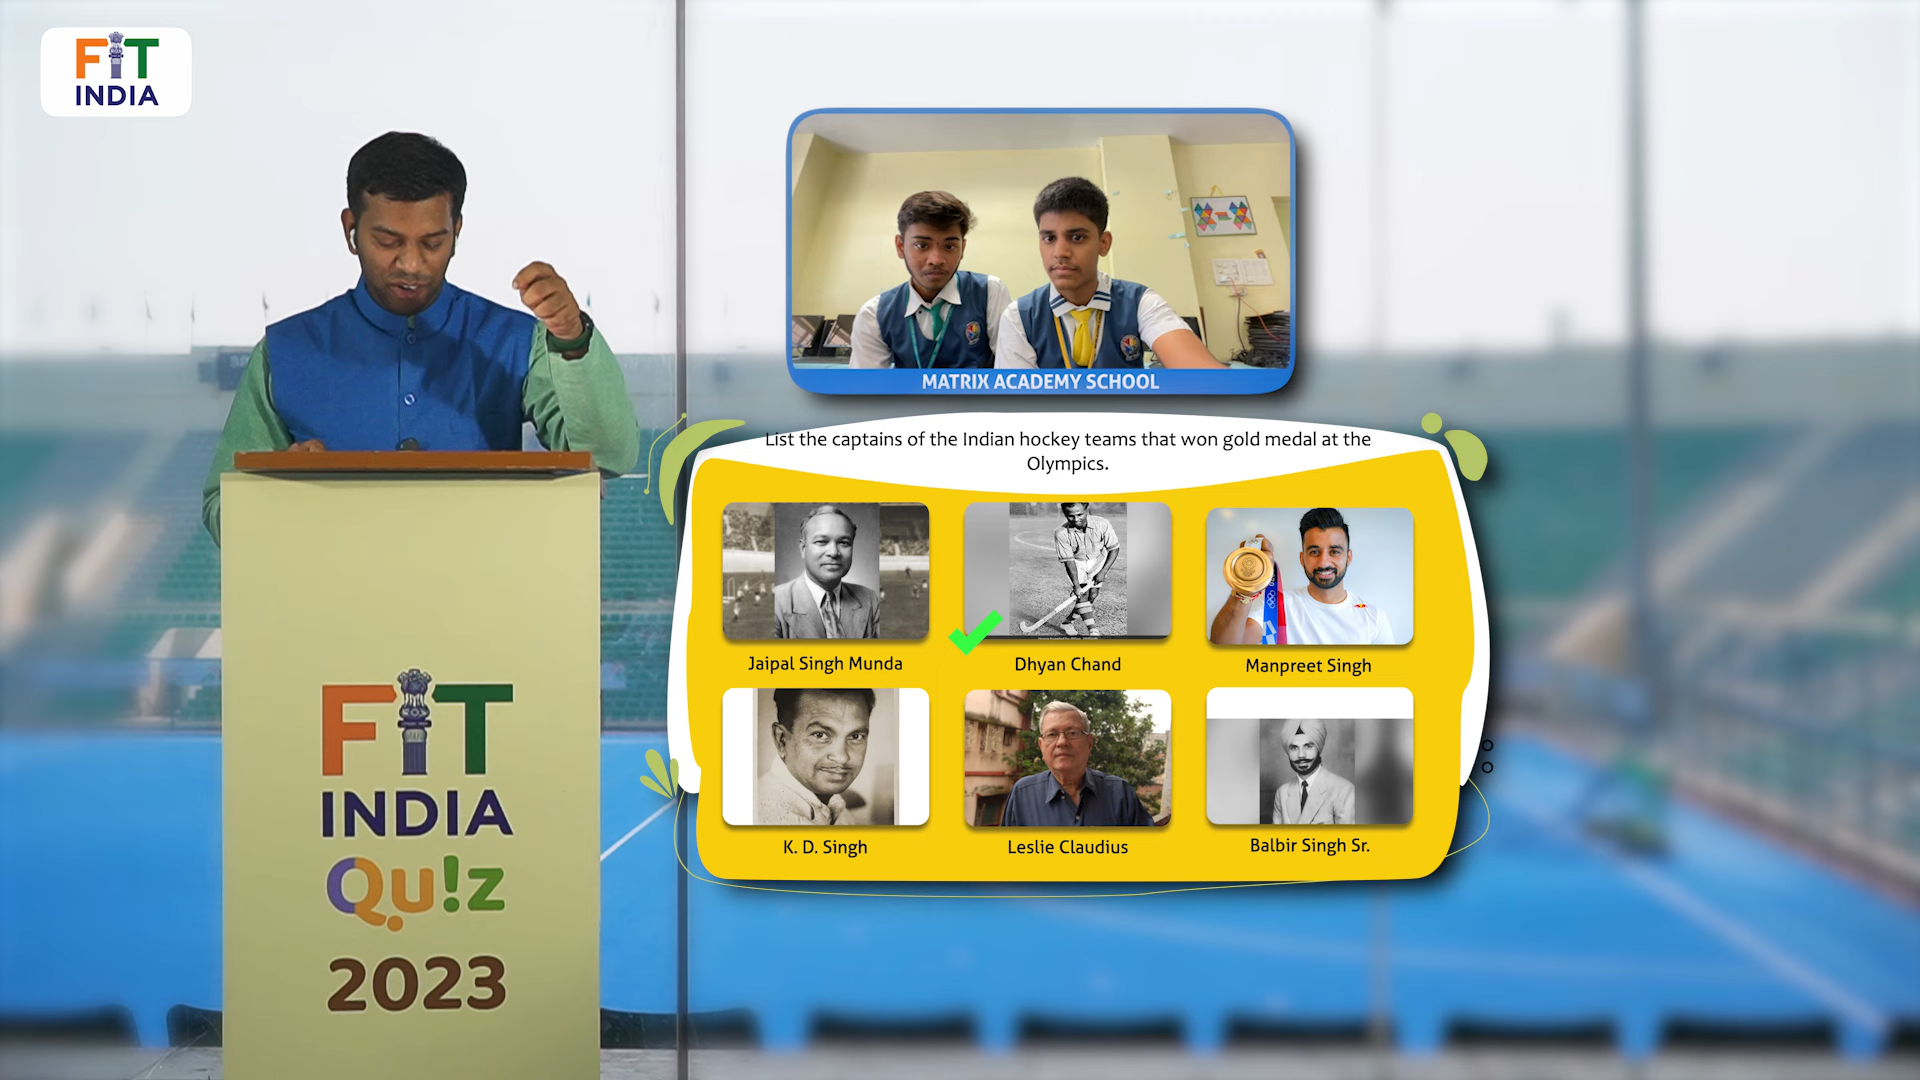 FIT
INDIA
MATRIX ACADEMY SCHOOL
List the captains of the Indian hockey teams that won gold medal at the
Olympics.
Jaipal Singh Munda
Dhyan Chand
Manpreet Singh
K. D. Singh
Leslie Claudius
Balbir Singh Sr.
FIT
INDIA
Qu!z
2023